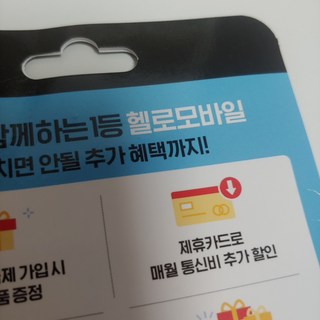 함께하는 1등 헬로모바일
치면 안될 추가 혜택까지!
제 가입 시
품 증정
제휴카드로
매월 통신비 추가 할인